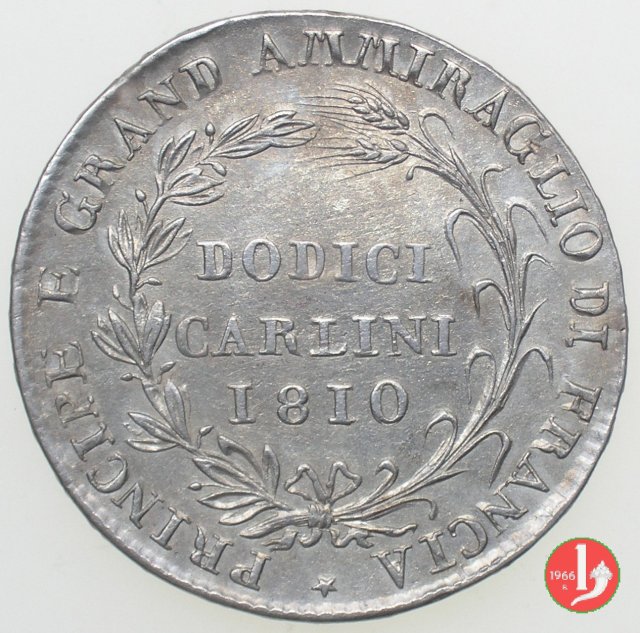 PRINCIPE E GRAND AMMIRAGLIO DI FRANCIA
DODICI
CARLINI
1810
1966